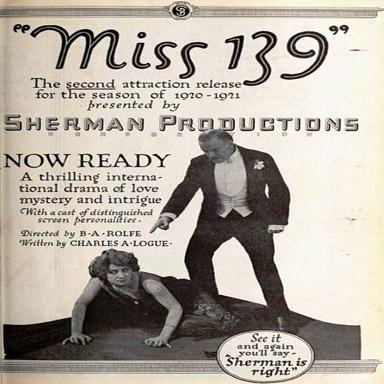 "Miss 139"
The second attraction release
for the season of 1920-1921
presented by
SHERMAN PRODUCTIONS
CORPORATION
NOW READY
A thrilling interna-
tional drama of love
mystery and intrigue
With a cast of distinguished
screen personalities.
Directed by B.A. ROLFE
Written by CHARLES A. LOGUE.
See it
and again
you'll say-
"Sherman is
right"